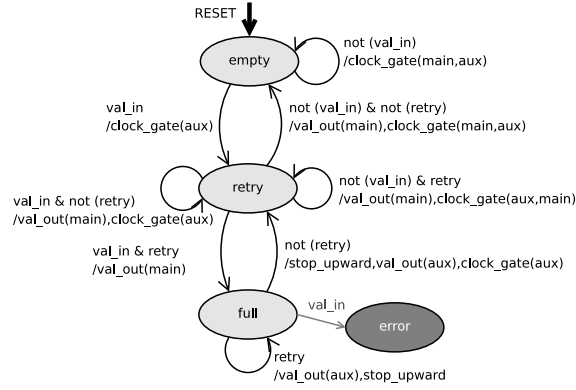 RESET
empty
not (val_in)
/clock_gate(main,aux)
val_in
/clock_gate(aux)
not (val_in) & not (retry)
/val_out(main),clock_gate(main,aux)
retry
not (val_in) & retry
/val_out(main),clock_gate(aux,main)
val_in & not (retry)
/val_out(main),clock_gate(aux)
val_in & retry
/val_out(main)
not (retry)
/stop_upward,val_out(aux),clock_gate(aux)
full
val_in
error
retry
/val_out(aux),stop_upward